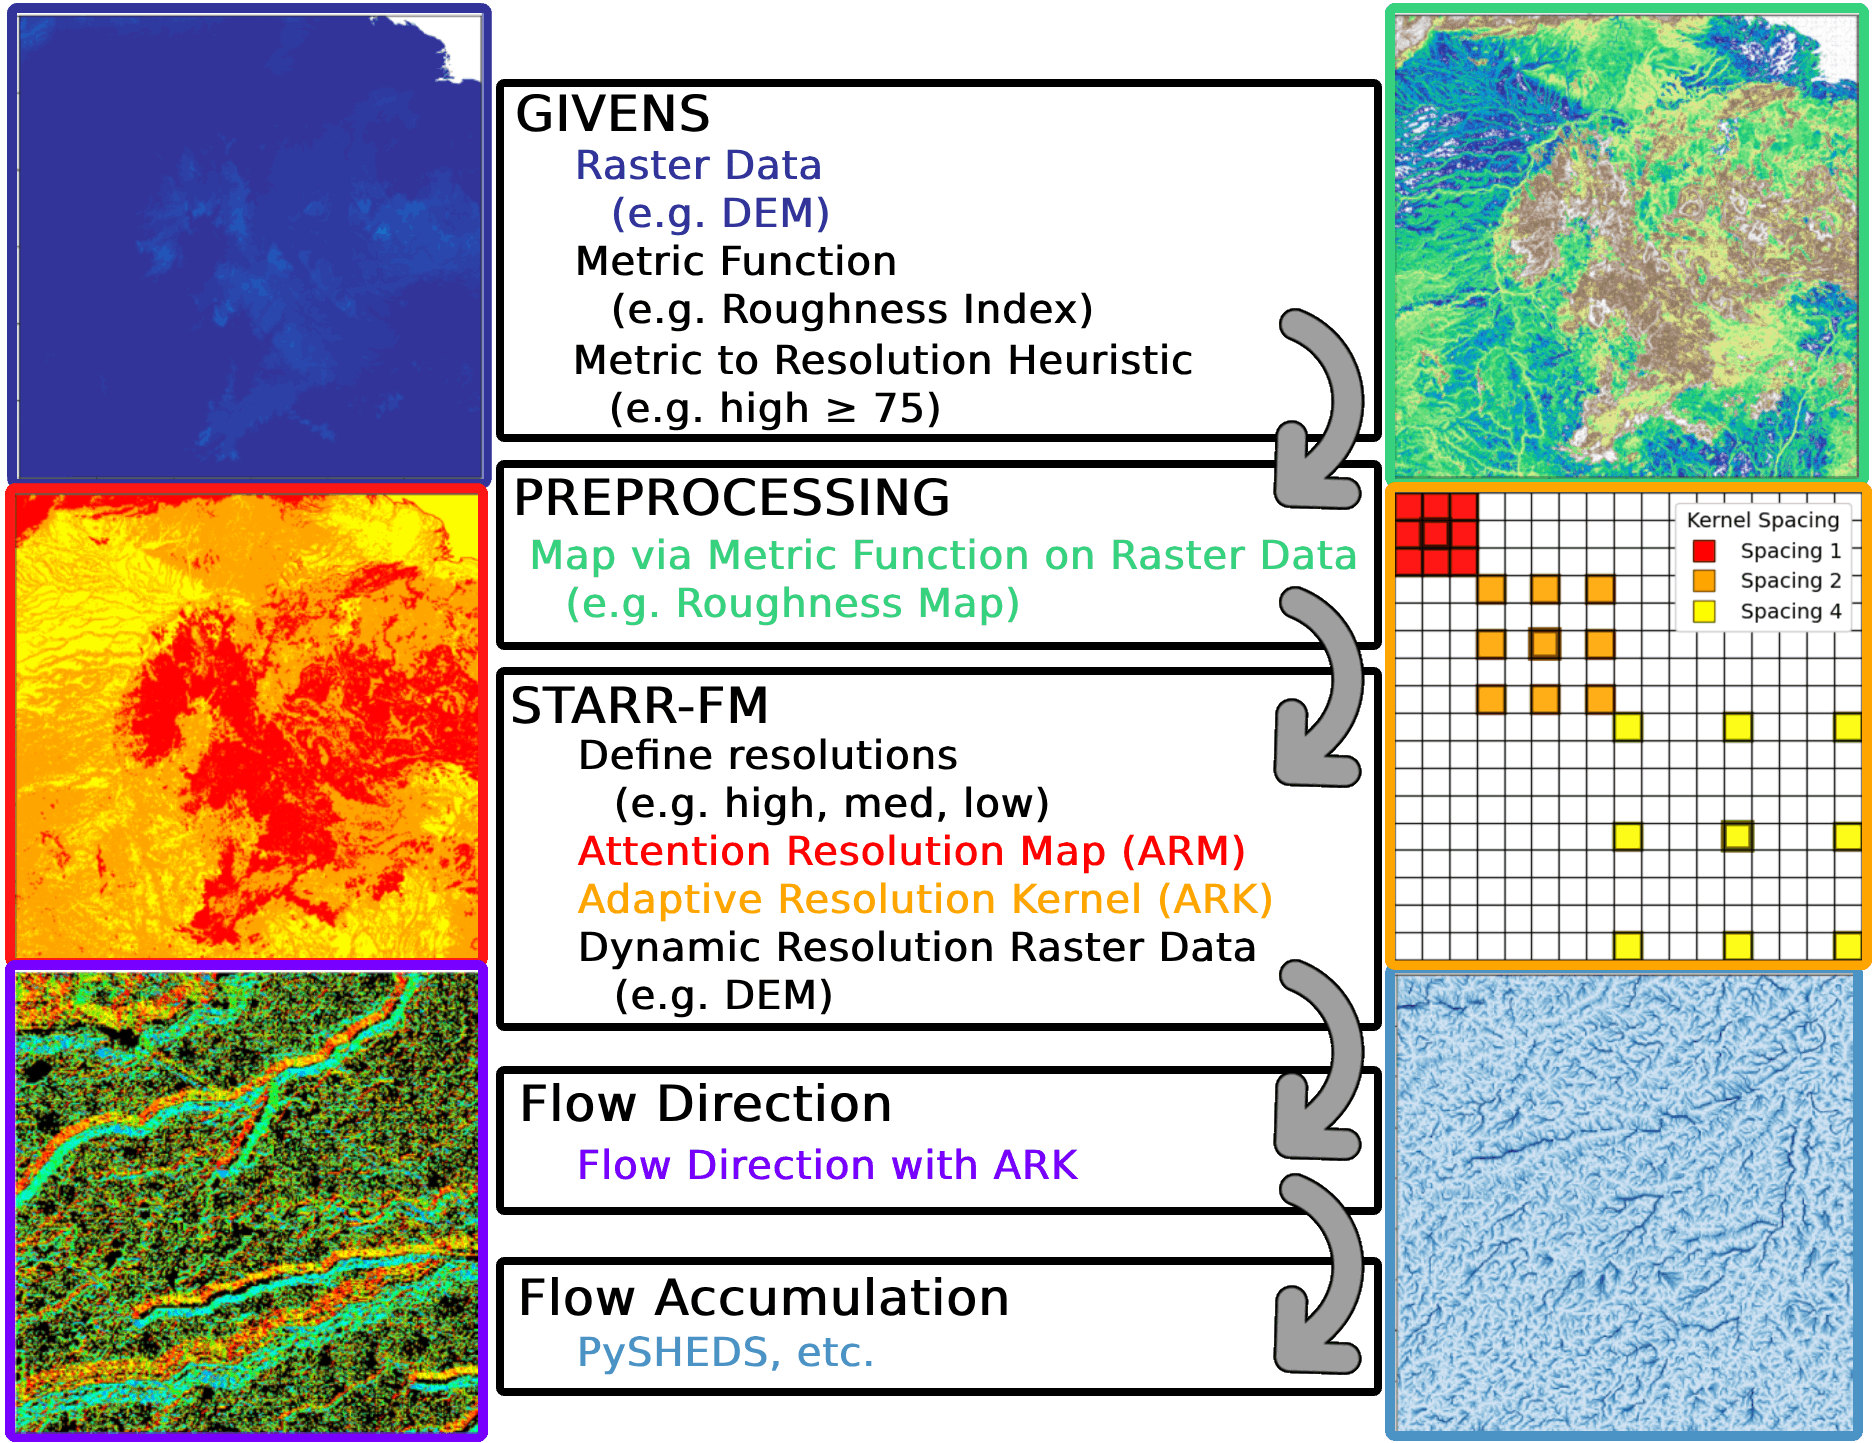 GIVENS
Raster Data
(e.g. DEM)
Metric Function
(e.g. Roughness Index)
Metric to Resolution Heuristic
(e.g. high ≥ 75)
PREPROCESSING
Map via Metric Function on Raster Data
(e.g. Roughness Map)
STARR-FM
Define resolutions
(e.g. high, med, low)
Attention Resolution Map (ARM)
Adaptive Resolution Kernel (ARK)
Dynamic Resolution Raster Data
(e.g. DEM)
Flow Direction
Flow Direction with ARK
Flow Accumulation
PySHEDS, etc.
Kernel Spacing
Spacing 1
Spacing 2
Spacing 4